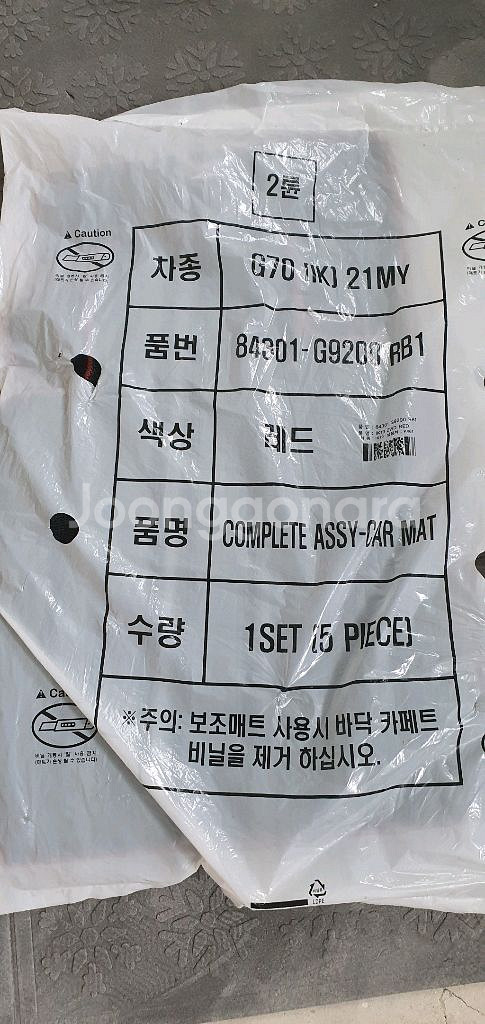 2륜
▲ Caution
차종 G70 (IK) 21MY
품번 84301-G9200 RB1
색상 레드
품명 COMPLETE ASSY-CAR MAT
수량 1SET (5 PIECE)
▲ Ca
※주의: 보조매트 사용시 바닥 카페트
비닐을 제거 하십시오.
Joonggonara
LDPE